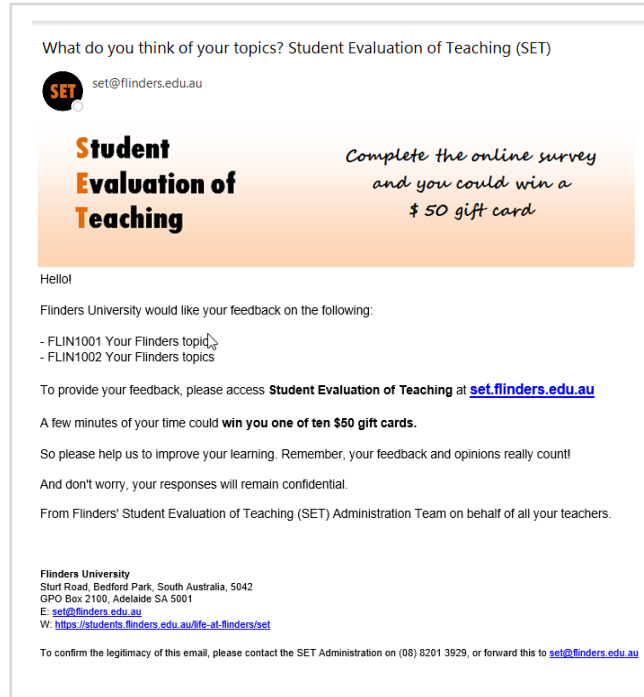 What do you think of your topics? Student Evaluation of Teaching (SET)
SET
set@flinders.edu.au
Student
Evaluation of
Teaching
Complete the online survey
and you could win a
$ 50 gift card
Hello!
Flinders University would like your feedback on the following:
- FLIN1001 Your Flinders topic
- FLIN1002 Your Flinders topics
To provide your feedback, please access Student Evaluation of Teaching at set.flinders.edu.au
A few minutes of your time could win you one of ten $50 gift cards.
So please help us to improve your learning. Remember, your feedback and opinions really count!
And don't worry, your responses will remain confidential.
From Flinders' Student Evaluation of Teaching (SET) Administration Team on behalf of all your teachers.
Flinders University
Sturt Road, Bedford Park, South Australia, 5042
GPO Box 2100, Adelaide SA 5001
E: set@flinders.edu.au
W: https://students.flinders.edu.au/life-at-flinders/set
To confirm the legitimacy of this email, please contact the SET Administration on (08) 8201 3929, or forward this to set@flinders.edu.au